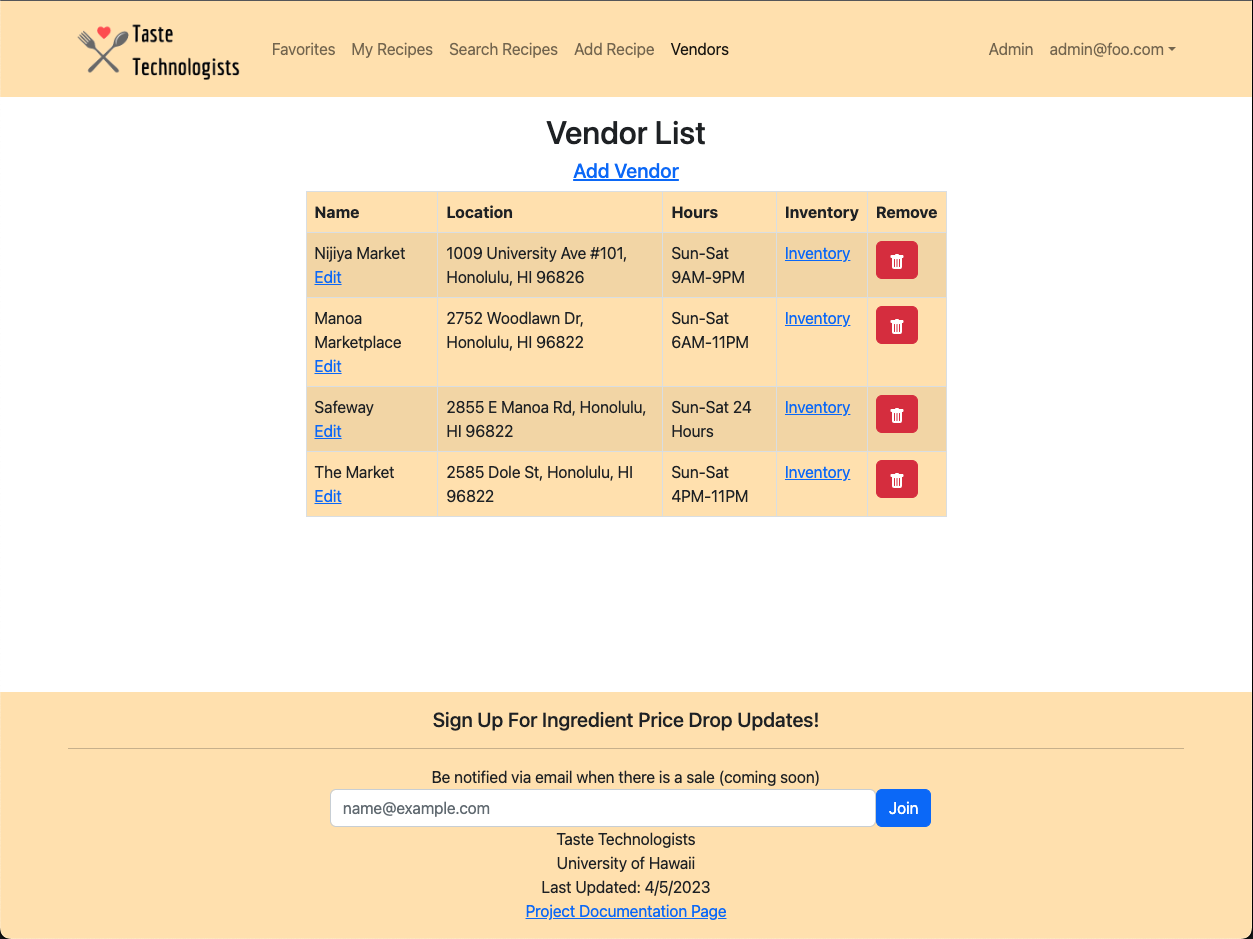 Taste
Technologists
Favorites My Recipes Search Recipes Add Recipe Vendors Admin admin@foo.com
Vendor List
Add Vendor
Name Location Hours Inventory Remove
Nijiya Market 1009 University Ave #101, Sun-Sat Inventory
Edit Honolulu, HI 96826 9AM-9PM
Manoa 2752 Woodlawn Dr, Sun-Sat Inventory
Marketplace Honolulu, HI 96822 6AM-11PM
Edit
Safeway 2855 E Manoa Rd, Honolulu, Sun-Sat 24 Inventory
Edit HI 96822 Hours
The Market 2585 Dole St, Honolulu, HI Sun-Sat Inventory
Edit 96822 4PM-11PM
Sign Up For Ingredient Price Drop Updates!
Be notified via email when there is a sale (coming soon)
name@example.com Join
Taste Technologists
University of Hawaii
Last Updated: 4/5/2023
Project Documentation Page